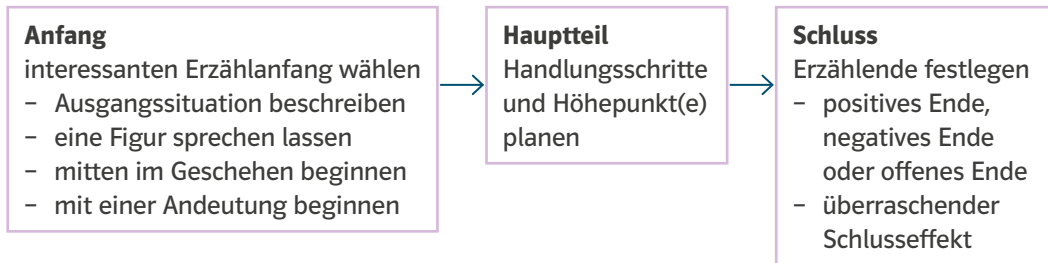 Anfang
interessanten Erzählanfang wählen
– Ausgangssituation beschreiben
– eine Figur sprechen lassen
– mitten im Geschehen beginnen
– mit einer Andeutung beginnen
Hauptteil
Handlungsschritte
und Höhepunkt(e)
planen
Schluss
Erzählende festlegen
– positives Ende,
negatives Ende
oder offenes Ende
– überraschender
Schlusseffekt